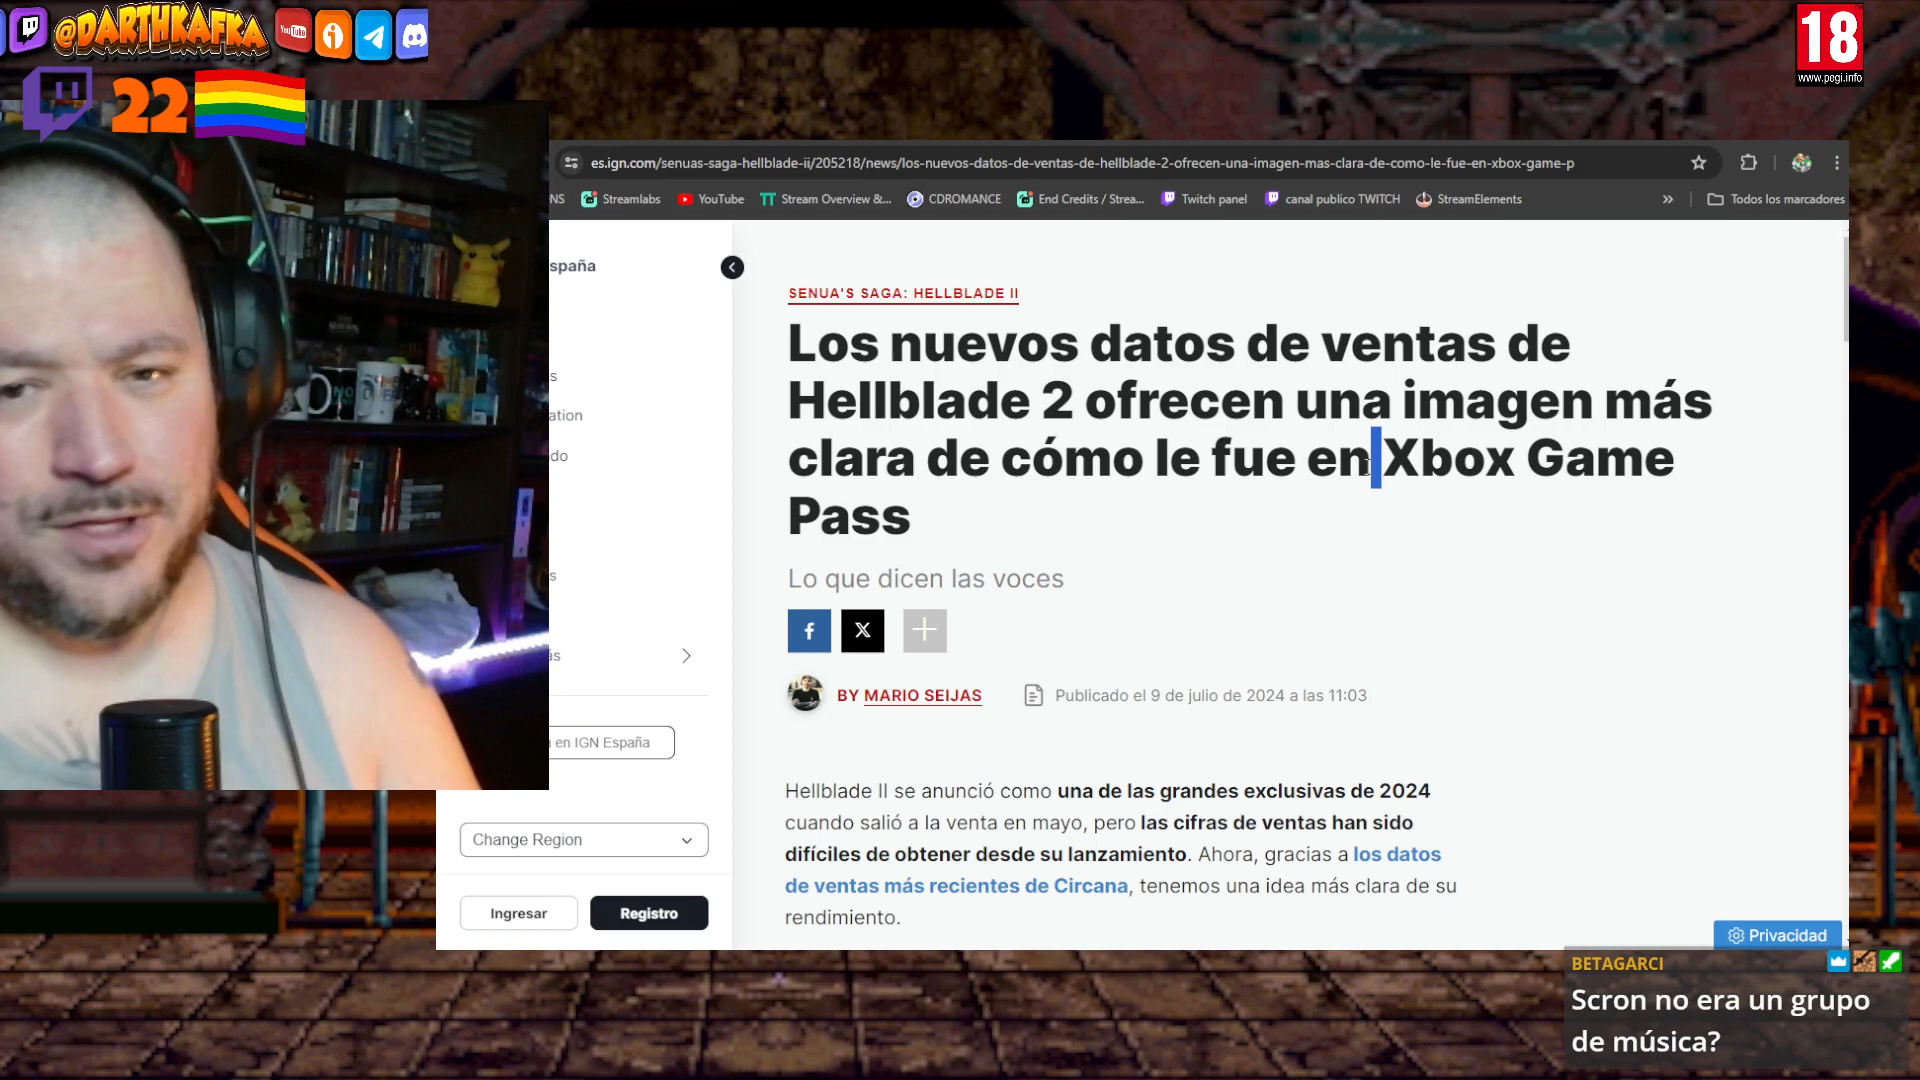 @DARTHKAFKA
YouTube
22
18
www.pegi.info
es.ign.com/senuas-saga-hellblade-ii/205218/news/los-nuevos-datos-de-ventas-de-hellblade-2-ofrecen-una-imagen-mas-clara-de-como-le-fue-en-xbox-game-p
NS Streamlabs YouTube Stream Overview &... CDROMANCE End Credits / Strea... Twitch panel canal publico TWITCH StreamElements » Todos los marcadores
spaña
s
ation
do
s
ás
en IGN España
Change Region
Ingresar Registro
SENUA'S SAGA: HELLBLADE II
Los nuevos datos de ventas de
Hellblade 2 ofrecen una imagen más
clara de cómo le fue en Xbox Game
Pass
Lo que dicen las voces
BY MARIO SEIJAS Publicado el 9 de julio de 2024 a las 11:03
Hellblade II se anunció como una de las grandes exclusivas de 2024
cuando salió a la venta en mayo, pero las cifras de ventas han sido
difíciles de obtener desde su lanzamiento. Ahora, gracias a los datos
de ventas más recientes de Circana, tenemos una idea más clara de su
rendimiento.
Privacidad
BETAGARCI
Scron no era un grupo
de música?